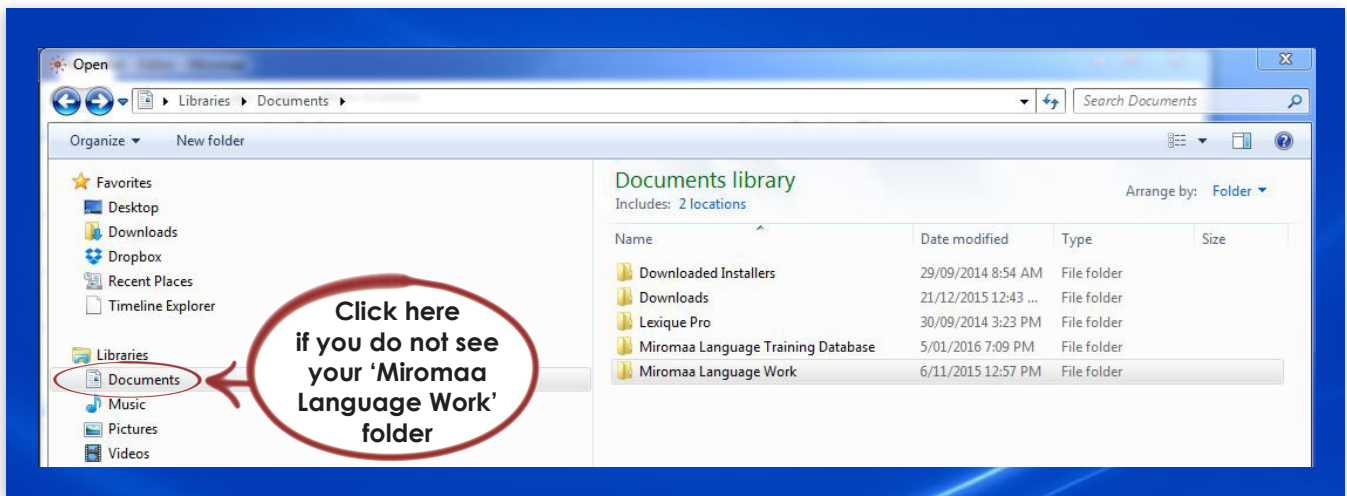 Open
Libraries Documents
Search Documents
Organize New folder
Favorites
Desktop
Downloads
Dropbox
Recent Places
Timeline Explorer
Libraries
Documents
Music
Pictures
Videos
Click here
if you do not see
your ‘Miromaa
Language Work’
folder
Documents library
Includes: 2 locations
Arrange by: Folder
Name Date modified Type Size
Downloaded Installers 29/09/2014 8:54 AM File folder
Downloads 21/12/2015 12:43 ... File folder
Lexique Pro 30/09/2014 3:23 PM File folder
Miromaa Language Training Database 5/01/2016 7:09 PM File folder
Miromaa Language Work 6/11/2015 12:57 PM File folder